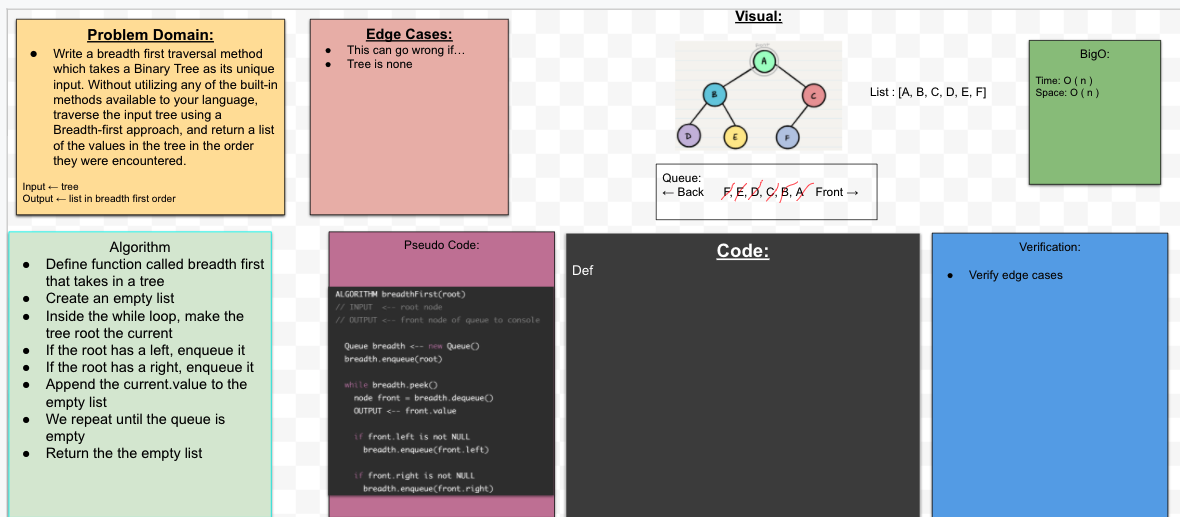 Problem Domain:
● Write a breadth first traversal method
which takes a Binary Tree as its unique
input. Without utilizing any of the built-in
methods available to your language,
traverse the input tree using a
Breadth-first approach, and return a list
of the values in the tree in the order
they were encountered.
Input ← tree
Output ← list in breadth first order
Edge Cases:
● This can go wrong if…
● Tree is none
Visual:
A
B
C
D
E
F
List : [A, B, C, D, E, F]
Queue:
← Back F, E, D, C, B, A Front →
BigO:
Time: O ( n )
Space: O ( n )
Algorithm
● Define function called breadth first
that takes in a tree
● Create an empty list
● Inside the while loop, make the
tree root the current
● If the root has a left, enqueue it
● If the root has a right, enqueue it
● Append the current.value to the
empty list
● We repeat until the queue is
empty
● Return the the empty list
Pseudo Code:
ALGORITHM breadthFirst(root)
// INPUT <-- root node
// OUTPUT <-- front node of queue to console
Queue breadth <-- new Queue()
breadth.enqueue(root)
while breadth.peek()
node front = breadth.dequeue()
OUTPUT <-- front.value
if front.left is not NULL
breadth.enqueue(front.left)
if front.right is not NULL
breadth.enqueue(front.right)
Code:
Def
Verification:
● Verify edge cases